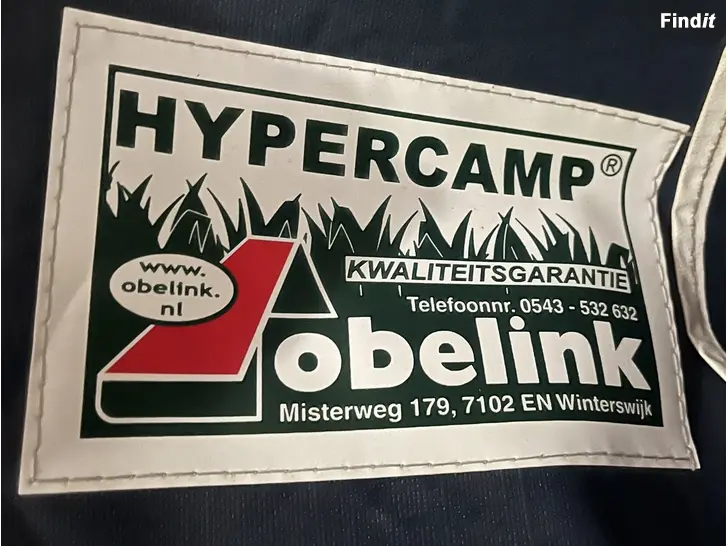 Findit
HYPERCAMP®
www.
obelink.
nl
KWALITEITSGARANTIE
Telefoonnr. 0543 - 532 632
obelink
Misterweg 179, 7102 EN Winterswijk